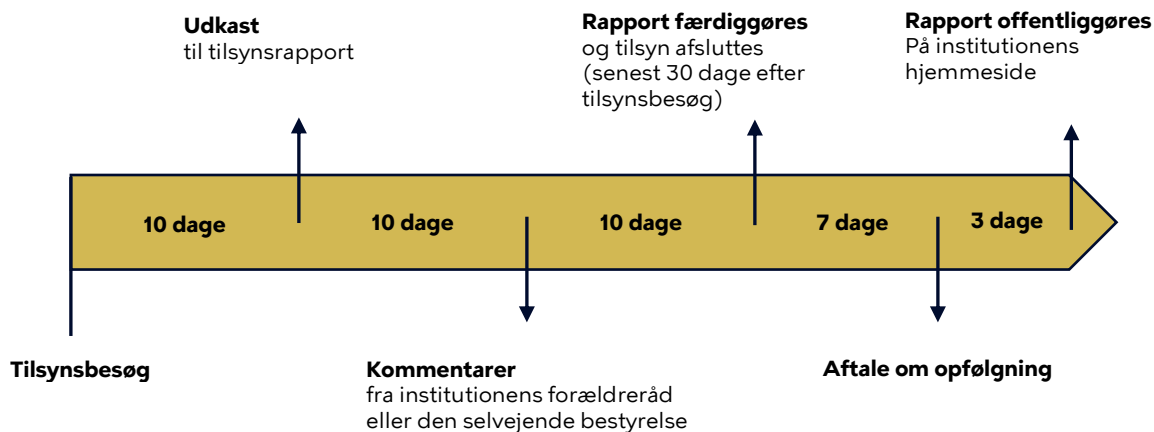 Udkast
til tilsynsrapport
Rapport færdiggøres
og tilsyn afsluttes
(senest 30 dage efter
tilsynsbesøg)
Rapport offentliggøres
På institutionens
hjemmeside
10 dage
10 dage
10 dage
7 dage
3 dage
Tilsynsbesøg
Kommentarer
fra institutionens forældreråd
eller den selvejende bestyrelse
Aftale om opfølgning